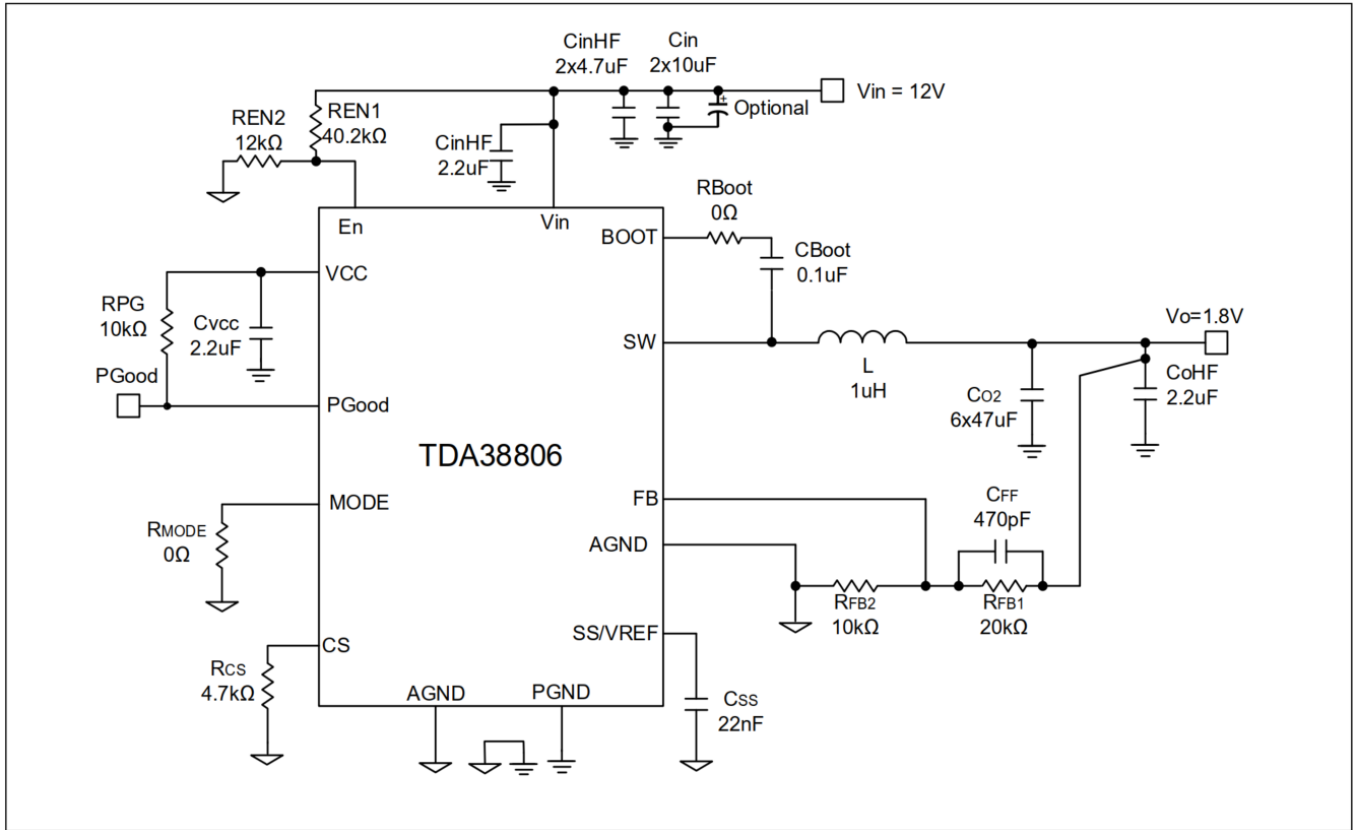 CinHF
2x4.7uF
Cin
2x10uF
+
Optional
Vin = 12V
REN2
12kΩ
REN1
40.2kΩ
CinHF
2.2uF
En
Vin
RBoot
0Ω
BOOT
CBoot
0.1uF
VCC
RPG
10kΩ
Cvcc
2.2uF
SW
L
1uH
Vo=1.8V
CoHF
2.2uF
CO2
6x47uF
PGood
PGood
TDA38806
MODE
RMODE
0Ω
FB
AGND
CFF
470pF
RFB2
10kΩ
RFB1
20kΩ
SS/VREF
CS
RCS
4.7kΩ
AGND
PGND
CSS
22nF